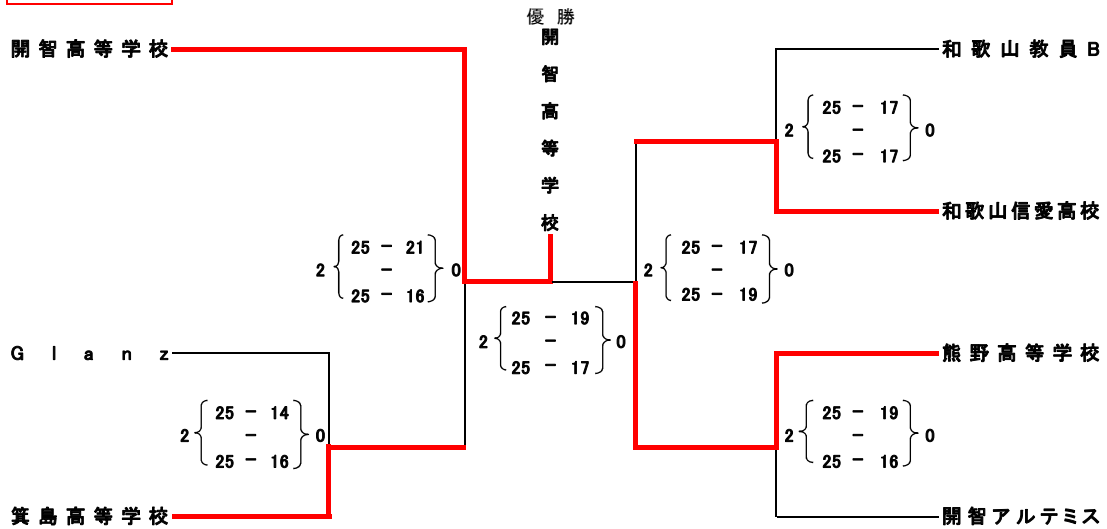 優勝
開智高等学校
開智高等学校
和歌山教員B
25 － 17
2 － 0
25 － 17
和歌山信愛高校
25 － 21
2 － 0
25 － 16
25 － 17
2 － 0
25 － 19
25 － 19
2 － 0
25 － 17
Glanz
熊野高等学校
25 － 14
2 － 0
25 － 16
25 － 19
2 － 0
25 － 16
箕島高等学校
開智アルテミス